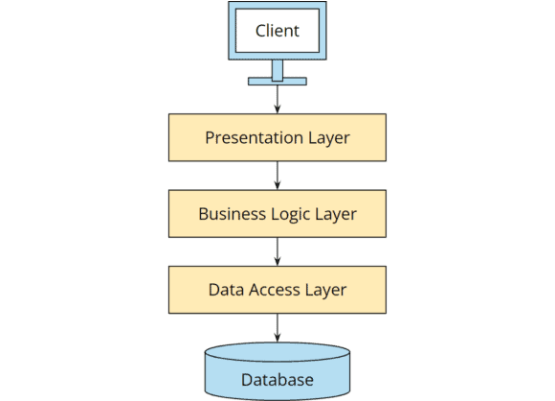 Client
Presentation Layer
Business Logic Layer
Data Access Layer
Database